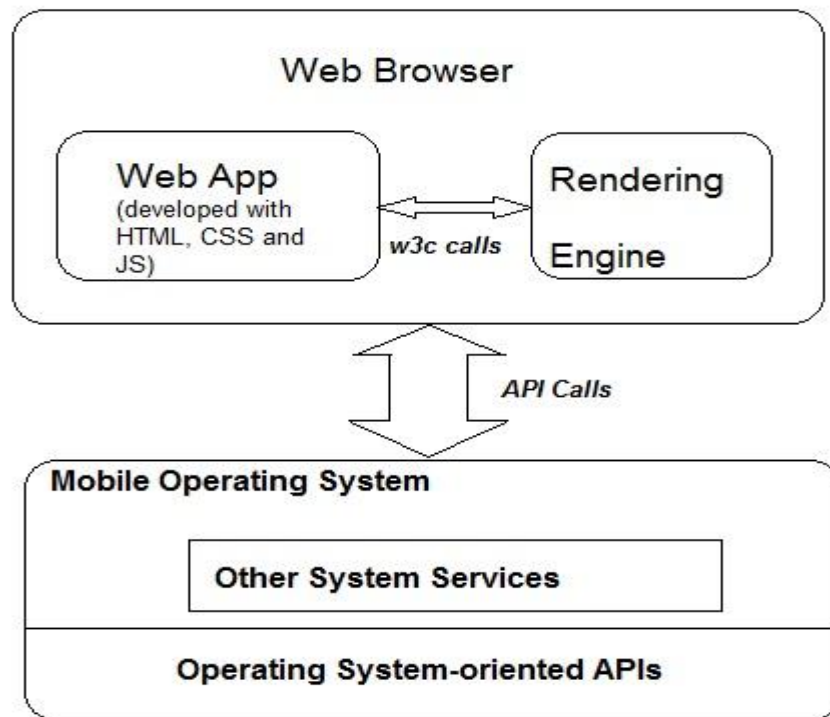 Web Browser
Web App
(developed with
HTML, CSS and
JS)
w3c calls
Rendering
Engine
API Calls
Mobile Operating System
Other System Services
Operating System-oriented APIs